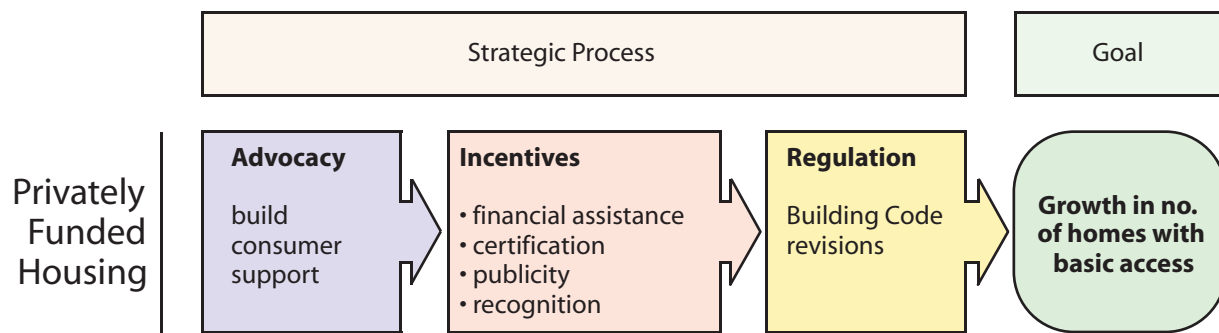 Strategic Process
Goal
Privately
Funded
Housing
Advocacy
build
consumer
support
Incentives
• financial assistance
• certification
• publicity
• recognition
Regulation
Building Code
revisions
Growth in no.
of homes with
basic access